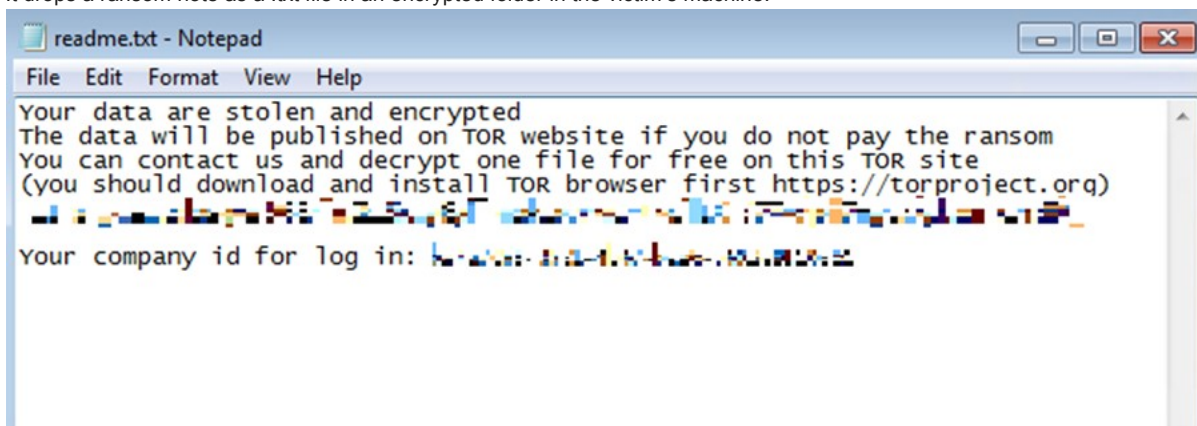 It drops a ransom note as a .txt file in an encrypted folder in the victim's machine.
readme.txt - Notepad
File Edit Format View Help
Your data are stolen and encrypted
The data will be published on TOR website if you do not pay the ransom
You can contact us and decrypt one file for free on this TOR site
(you should download and install TOR browser first https://torproject.org)
Your company id for log in: